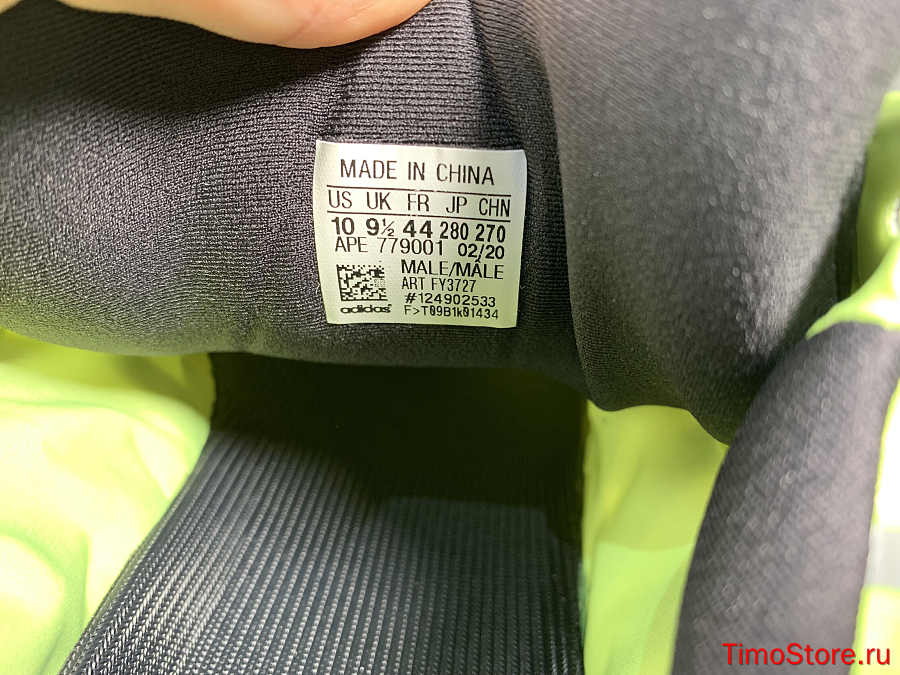 MADE IN CHINA
US UK FR JP CHN
10 9½ 44 280 270
APE 779001 02/20
MALE/MÂLE
ART FY3727
#124902533
adidas F>T09B1k01434
TimoStore.ru